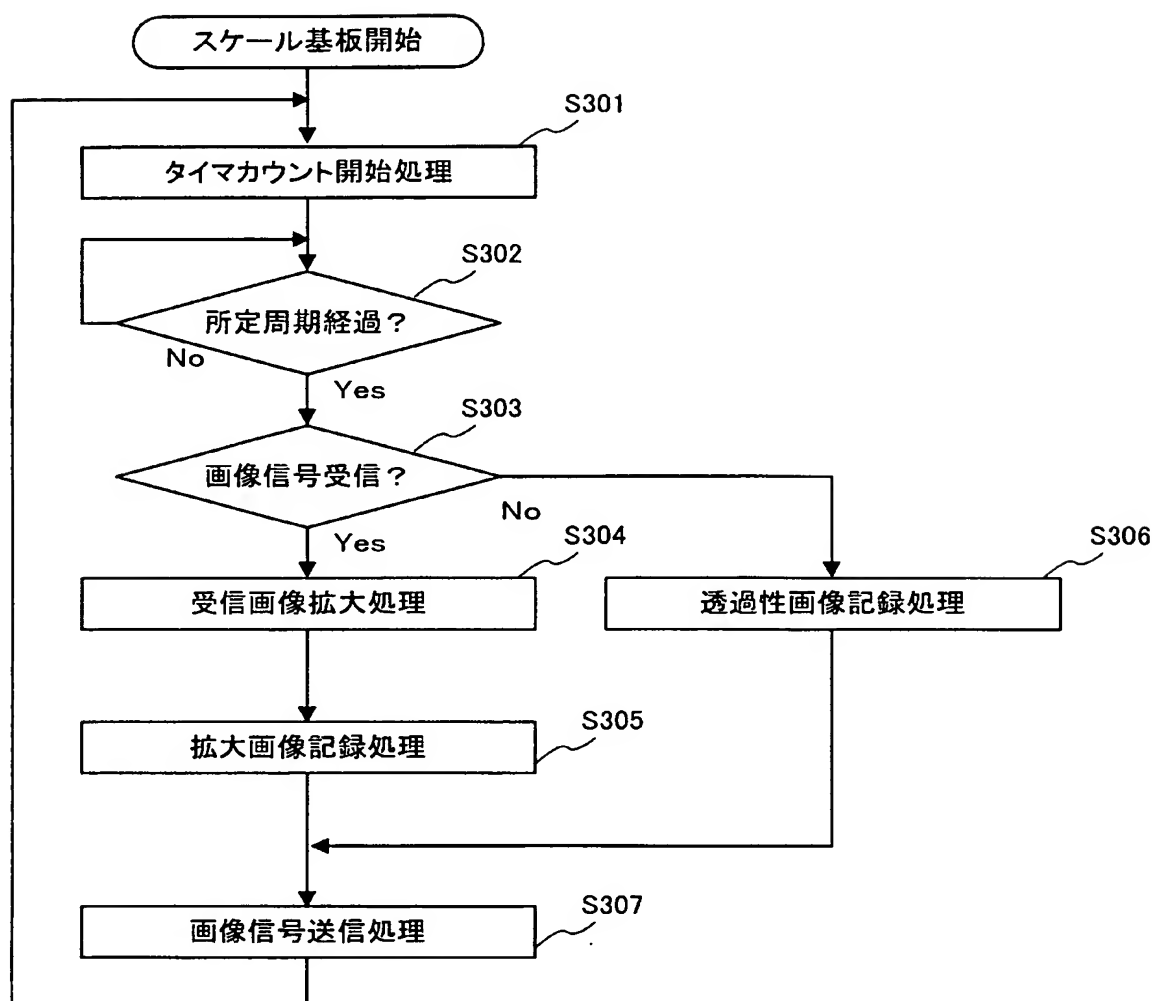 スケール基板開始
S301
タイマカウント開始処理
S302
所定周期経過？
No
Yes
S303
画像信号受信？
No
Yes
S304
受信画像拡大処理
S306
透過性画像記録処理
S305
拡大画像記録処理
S307
画像信号送信処理